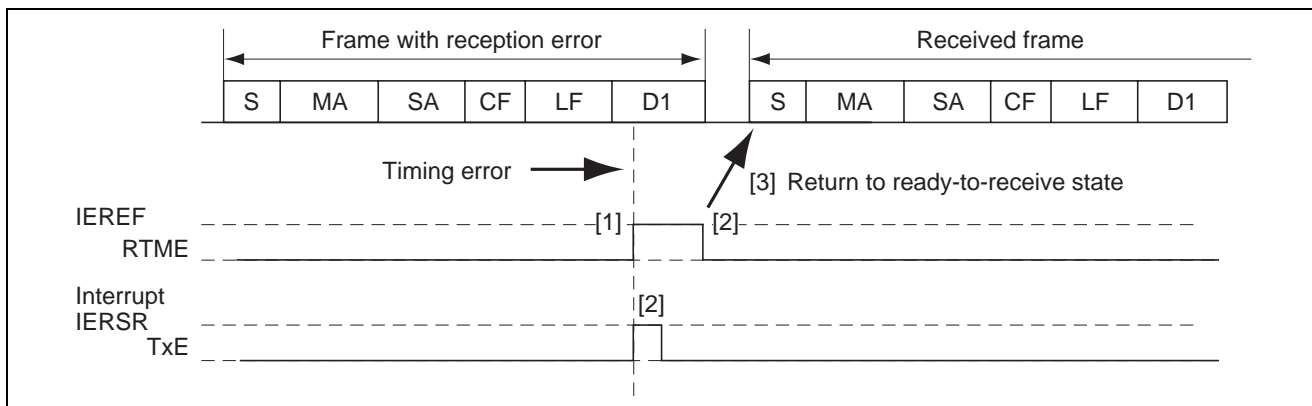 Frame with reception error Received frame
S MA SA CF LF D1 S MA SA CF LF D1
Timing error
[3] Return to ready-to-receive state
IEREF
[1] [2]
RTME
Interrupt
[2]
IERSR
TxE